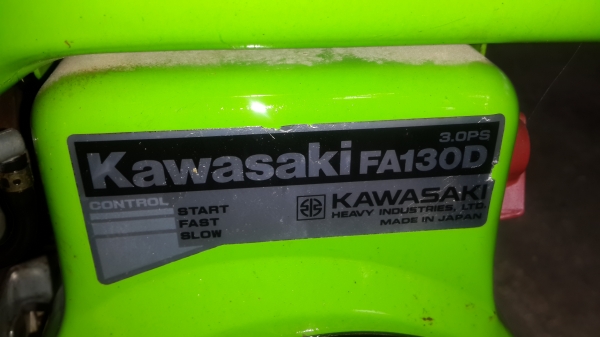 3.0PS
Kawasaki FA130D
CONTROL
START
FAST
SLOW
KAWASAKI
HEAVY INDUSTRIES, LTD.
MADE IN JAPAN